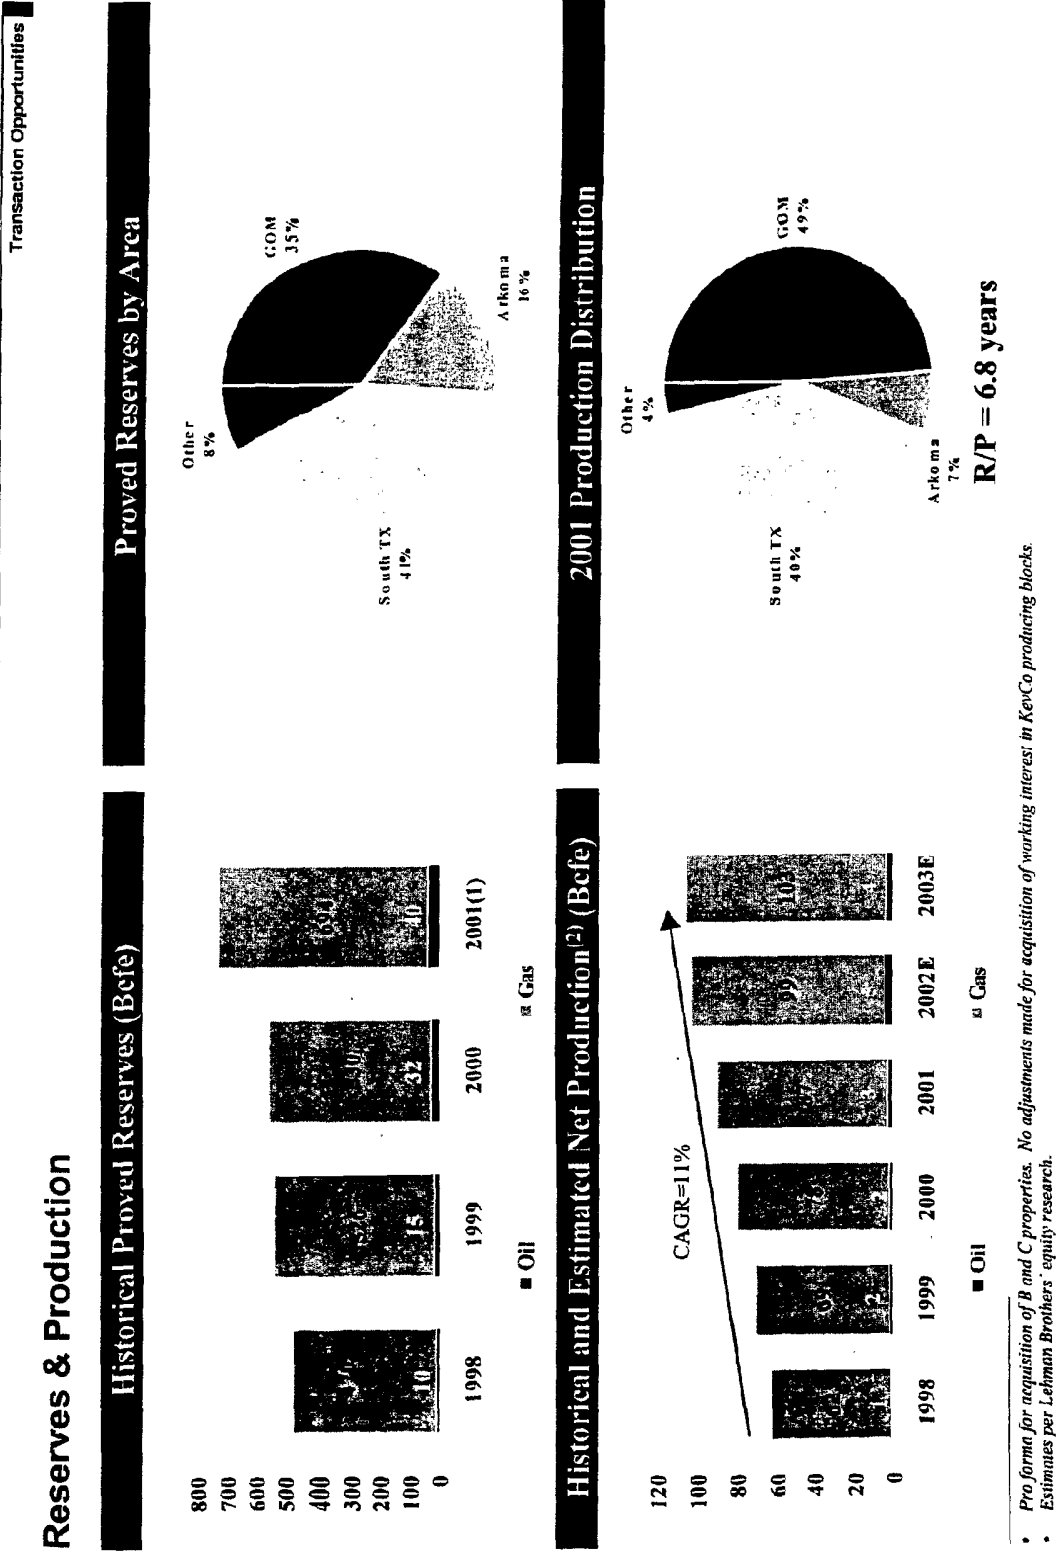 Transaction Opportunities
Reserves & Production
Historical Proved Reserves (Bcfe)
800
700
600
500
400
300
200
100
0
10
15
32
694
40
1998
1999
2000
2001(1)
■ Oil
Gas
Proved Reserves by Area
Other
8%
GOM
35%
South TX
41%
Arkoma
16%
Historical and Estimated Net Production(2) (Bcfe)
120
100
80
60
40
20
0
CAGR=11%
2
3
99
103
1998
1999
2000
2001
2002E
2003E
■ Oil
Gas
2001 Production Distribution
Other
4%
GOM
49%
South TX
40%
Arkoma
7%
R/P = 6.8 years
• Pro forma for acquisition of B and C properties. No adjustments made for acquisition of working interest in KevCo producing blocks.
• Estimates per Lehman Brothers' equity research.